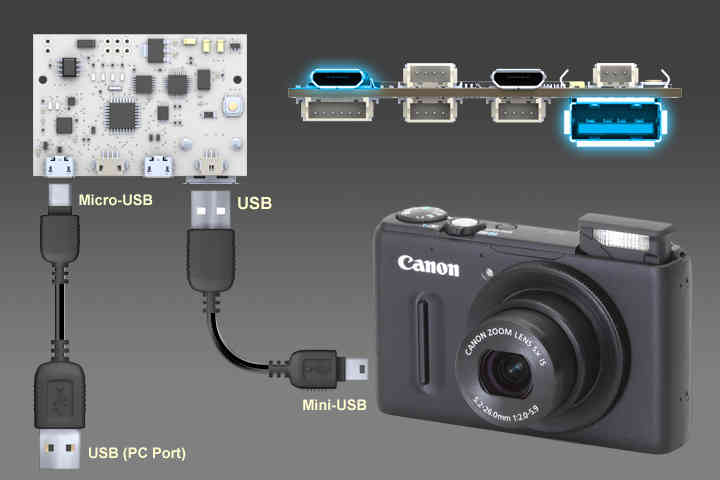 Micro-USB
USB
Canon
CANON ZOOM LENS 5x IS
5.2-26.0mm 1:2.0-5.9
Mini-USB
USB (PC Port)